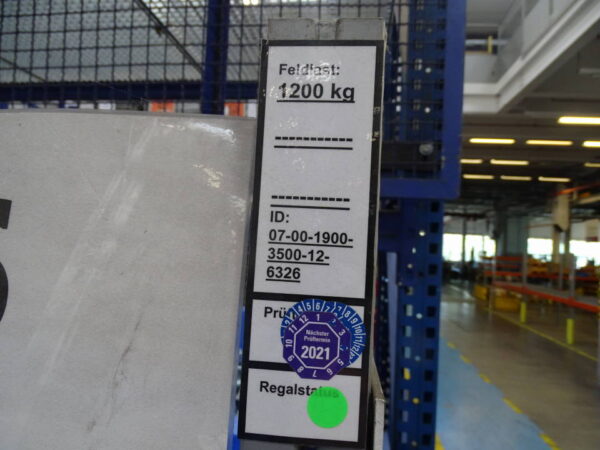 Feldlast:
1200 kg
------------
------------
ID:
07-00-1900-
3500-12-
6326
Nächster
Prüftermin
2021
Regalstatus